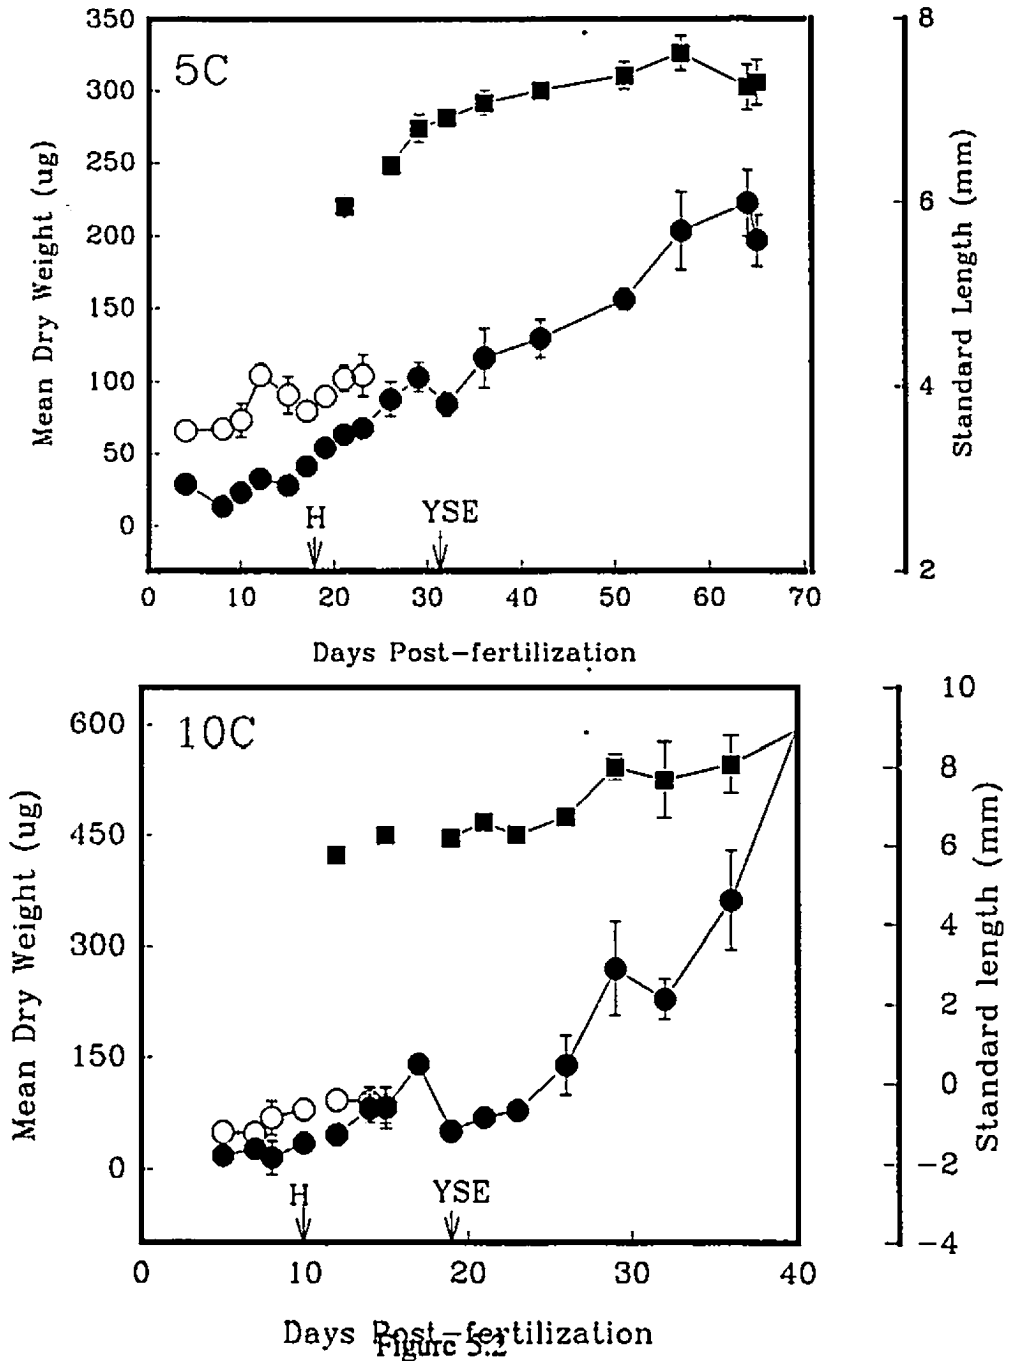 350
300
250
200
150
100
50
0
Mean Dry Weight (ug)
5C
H
YSE
8
6
4
2
Standard Length (mm)
0 10 20 30 40 50 60 70
Days Post-fertilization
600
450
300
150
0
Mean Dry Weight (ug)
10C
H
YSE
10
8
6
4
2
0
-2
-4
Standard length (mm)
0 10 20 30 40
Days Post-fertilization
Figure 5.2